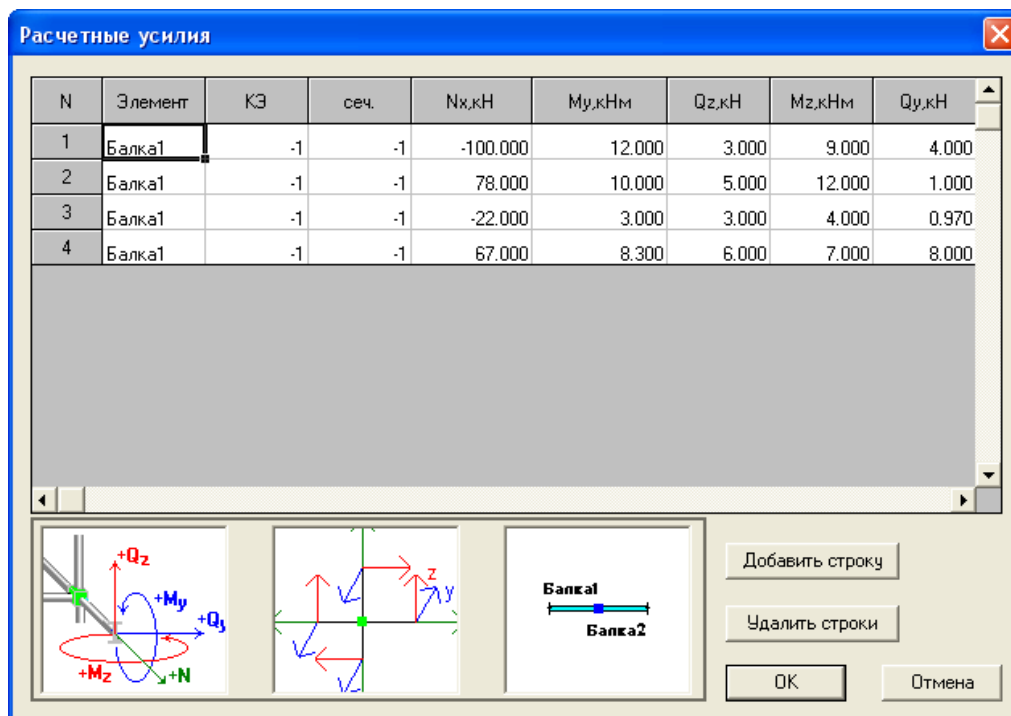 Расчетные усилия
N Элемент КЭ сеч. Nx,кН My,кНм Qz,кН Mz,кНм Qy,кН
1 Балка1 -1 -1 -100.000 12.000 3.000 9.000 4.000
2 Балка1 -1 -1 78.000 10.000 5.000 12.000 1.000
3 Балка1 -1 -1 -22.000 3.000 3.000 4.000 0.970
4 Балка1 -1 -1 67.000 8.300 6.000 7.000 8.000
+Qz
+My
+Qy
+Mz
+N
z
y
Балка1
Балка2
Добавить строку
Удалить строки
OK Отмена